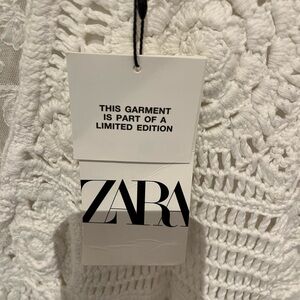 THIS GARMENT
IS PART OF A
LIMITED EDITION
ZARA